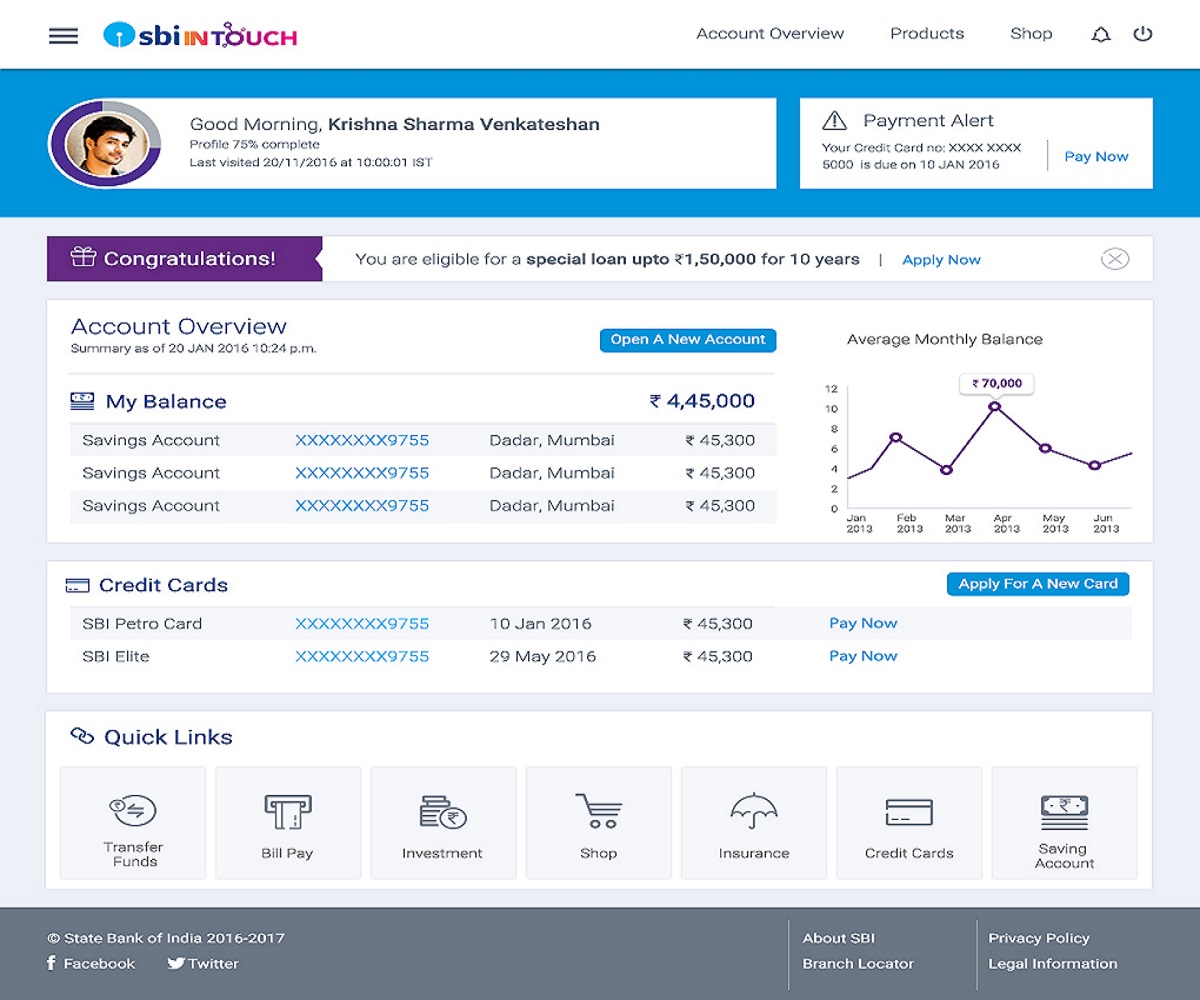 sbi INTOUCH
Account Overview
Products
Shop
Good Morning, Krishna Sharma Venkateshan
Profile 75% complete
Last visited 20/11/2016 at 10:00:01 IST
Payment Alert
Your Credit Card no: XXXX XXXX
5000 is due on 10 JAN 2016
Pay Now
Congratulations!
You are eligible for a special loan upto ₹1,50,000 for 10 years | Apply Now
Account Overview
Summary as of 20 JAN 2016 10:24 p.m.
Open A New Account
My Balance ₹ 4,45,000
Savings Account XXXXXXXX9755 Dadar, Mumbai ₹ 45,300
Savings Account XXXXXXXX9755 Dadar, Mumbai ₹ 45,300
Savings Account XXXXXXXX9755 Dadar, Mumbai ₹ 45,300
Average Monthly Balance
₹ 70,000
12
10
8
6
4
2
0
Jan Feb Mar Apr May Jun
2013 2013 2013 2013 2013 2013
Credit Cards
Apply For A New Card
SBI Petro Card XXXXXXXX9755 10 Jan 2016 ₹ 45,300 Pay Now
SBI Elite XXXXXXXX9755 29 May 2016 ₹ 45,300 Pay Now
Quick Links
Transfer
Funds
Bill Pay
Investment
Shop
Insurance
Credit Cards
Saving
Account
© State Bank of India 2016-2017
Facebook
Twitter
About SBI
Branch Locator
Privacy Policy
Legal Information